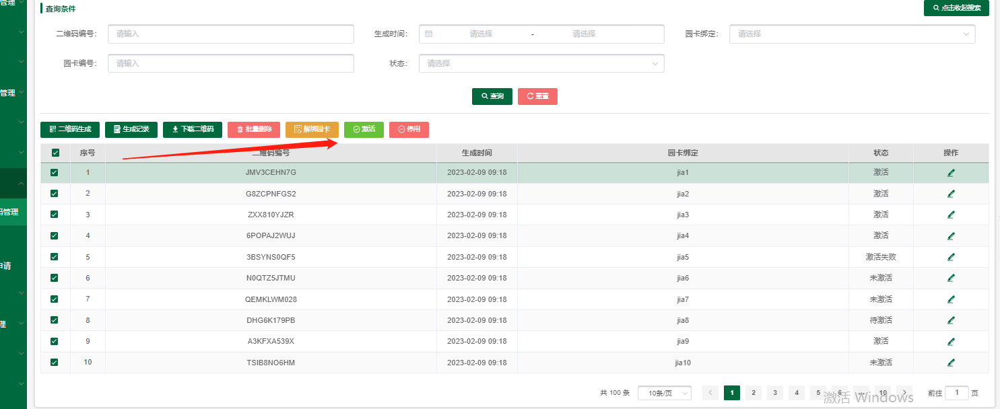 管理
查询条件
点击收起搜索
二维码编号: 请输入 生成时间: 请选择 - 请选择 园卡绑定: 请选择
园卡编号: 请输入 状态: 请选择
管理
查询 重置
二维码生成 生成记录 下载二维码 批量删除 解绑园卡 激活 停用
序号 二维码编号 生成时间 园卡绑定 状态 操作
1 JMV3CEHN7G 2023-02-09 09:18 jia1 激活
2 G8ZCPNFGS2 2023-02-09 09:18 jia2 激活
码管理
3 ZXX810YJZR 2023-02-09 09:18 jia3 激活
4 6POPAJ2WUJ 2023-02-09 09:18 jia4 激活
5 3BSYNS0QF5 2023-02-09 09:18 jia5 激活失败
申请
6 N0QTZ5JTMU 2023-02-09 09:18 jia6 未激活
7 QEMKLWM028 2023-02-09 09:18 jia7 未激活
8 DHG6K179PB 2023-02-09 09:18 jia8 待激活
理
9 A3KFXA539X 2023-02-09 09:18 jia9 激活
10 TSIB8NO6HM 2023-02-09 09:18 jia10 未激活
共 100 条 10条/页 1 2 3 4 5 6 ... 10 前往 1 页
激活 Windows